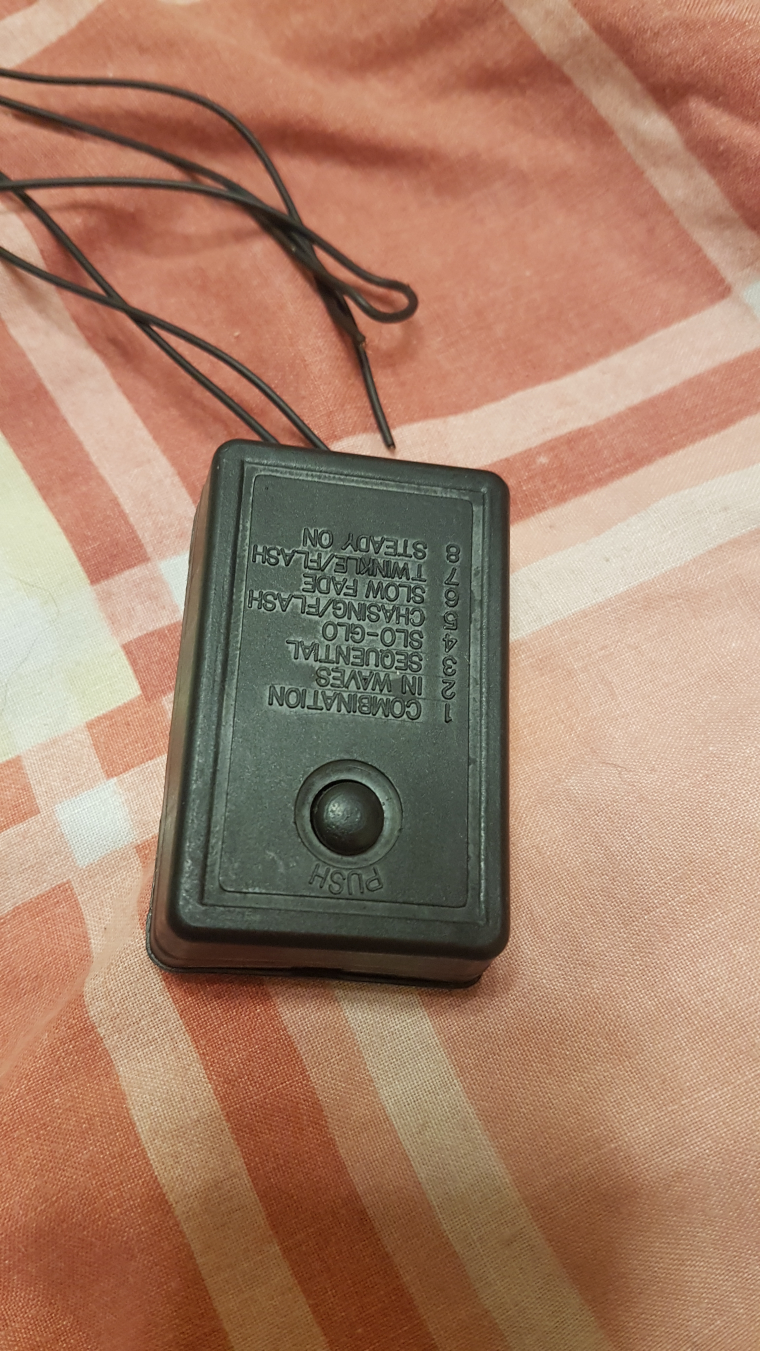 1 COMBINATION
2 IN WAVES
3 SEQUENTIAL
4 SLO-GLO
5 CHASING/FLASH
6 SLOW FADE
7 TWINKLE/FLASH
8 STEADY ON
PUSH